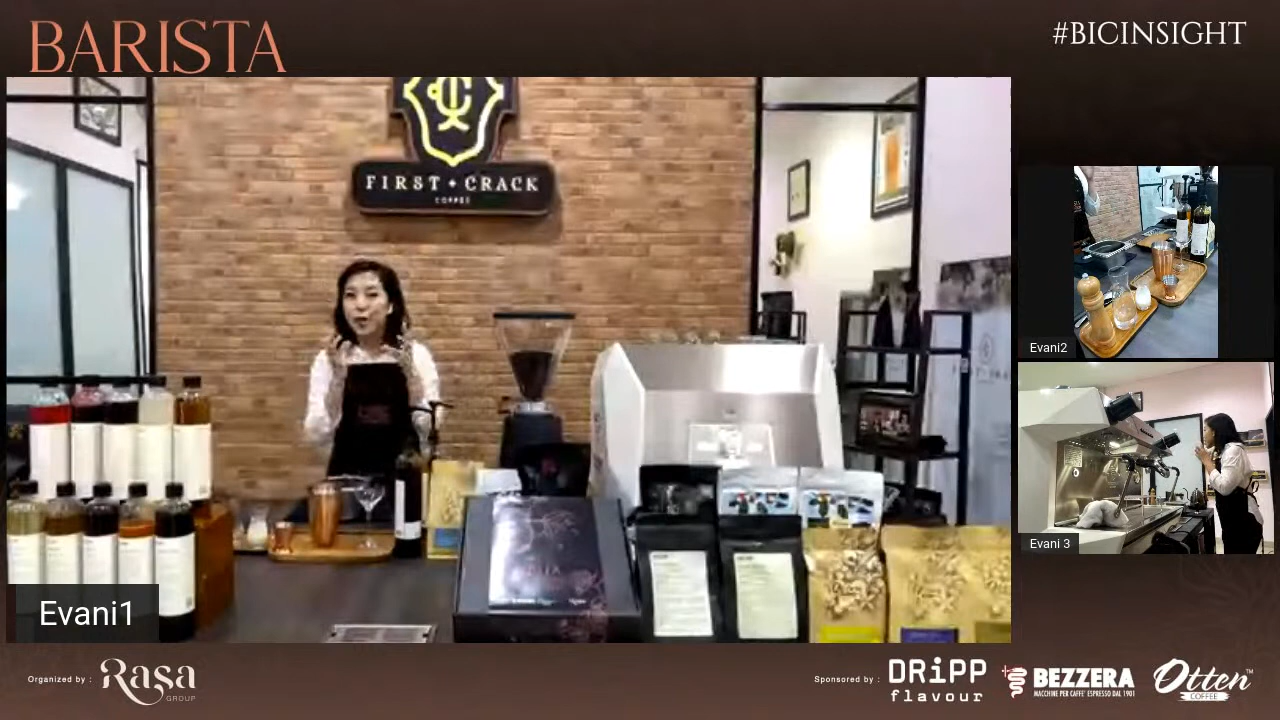 BARISTA
#BICINSIGHT
FIRST + CRACK
COFFEE
Evani1
Evani2
Evani 3
Organized by :
Rasa
GROUP
Sponsored by :
DRiPP
flavour
BEZZERA
MACCHINE PER CAFFE' ESPRESSO DAL 1901
Otten™
COFFEE